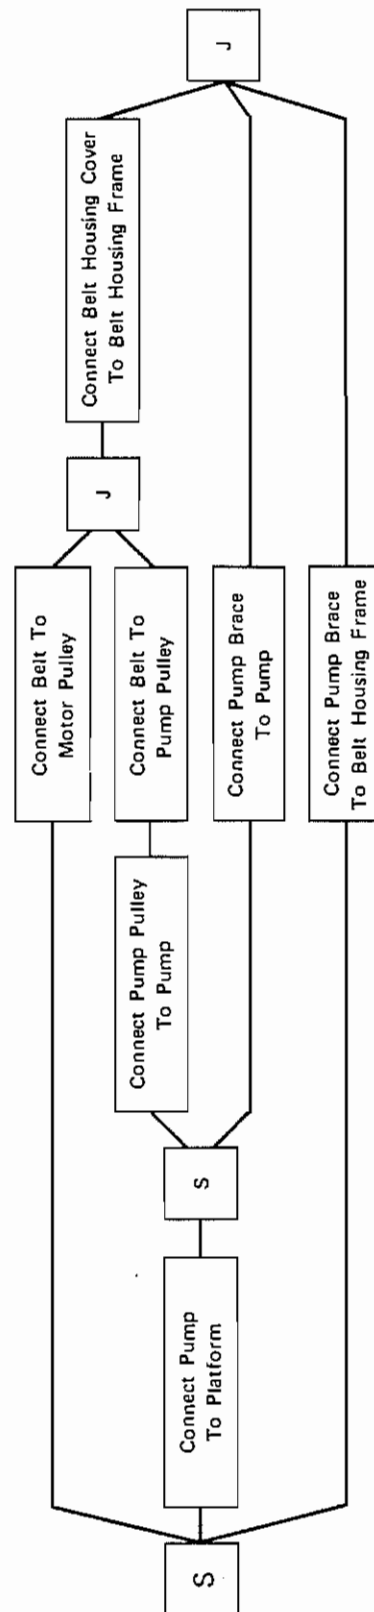 S
Connect Pump
To Platform
S
Connect Pump Pulley
To Pump
Connect Belt To
Motor Pulley
Connect Belt To
Pump Pulley
Connect Pump Brace
To Pump
Connect Pump Brace
To Belt Housing Frame
J
Connect Belt Housing Cover
To Belt Housing Frame
J